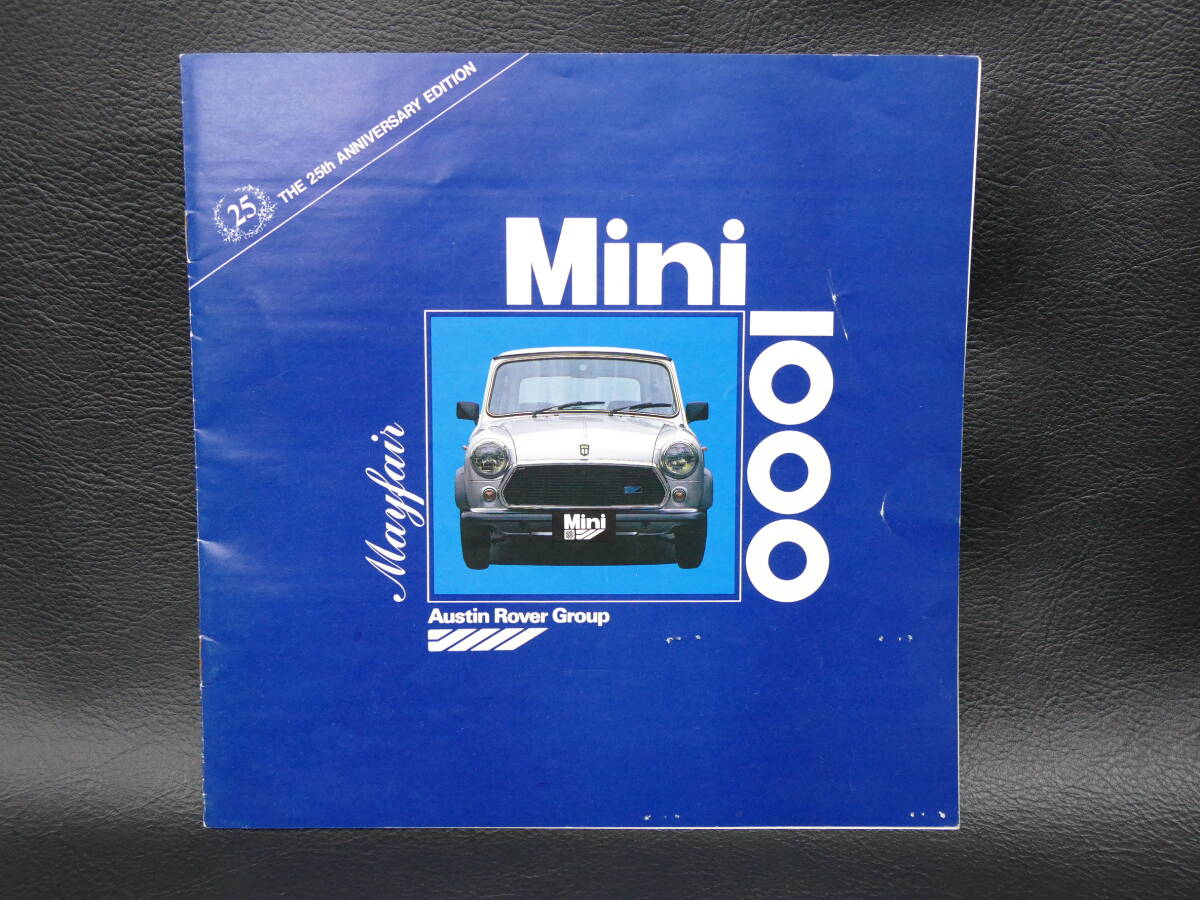 25 THE 25th ANNIVERSARY EDITION
Mini
1000
Mayfair
Mini
Austin Rover Group